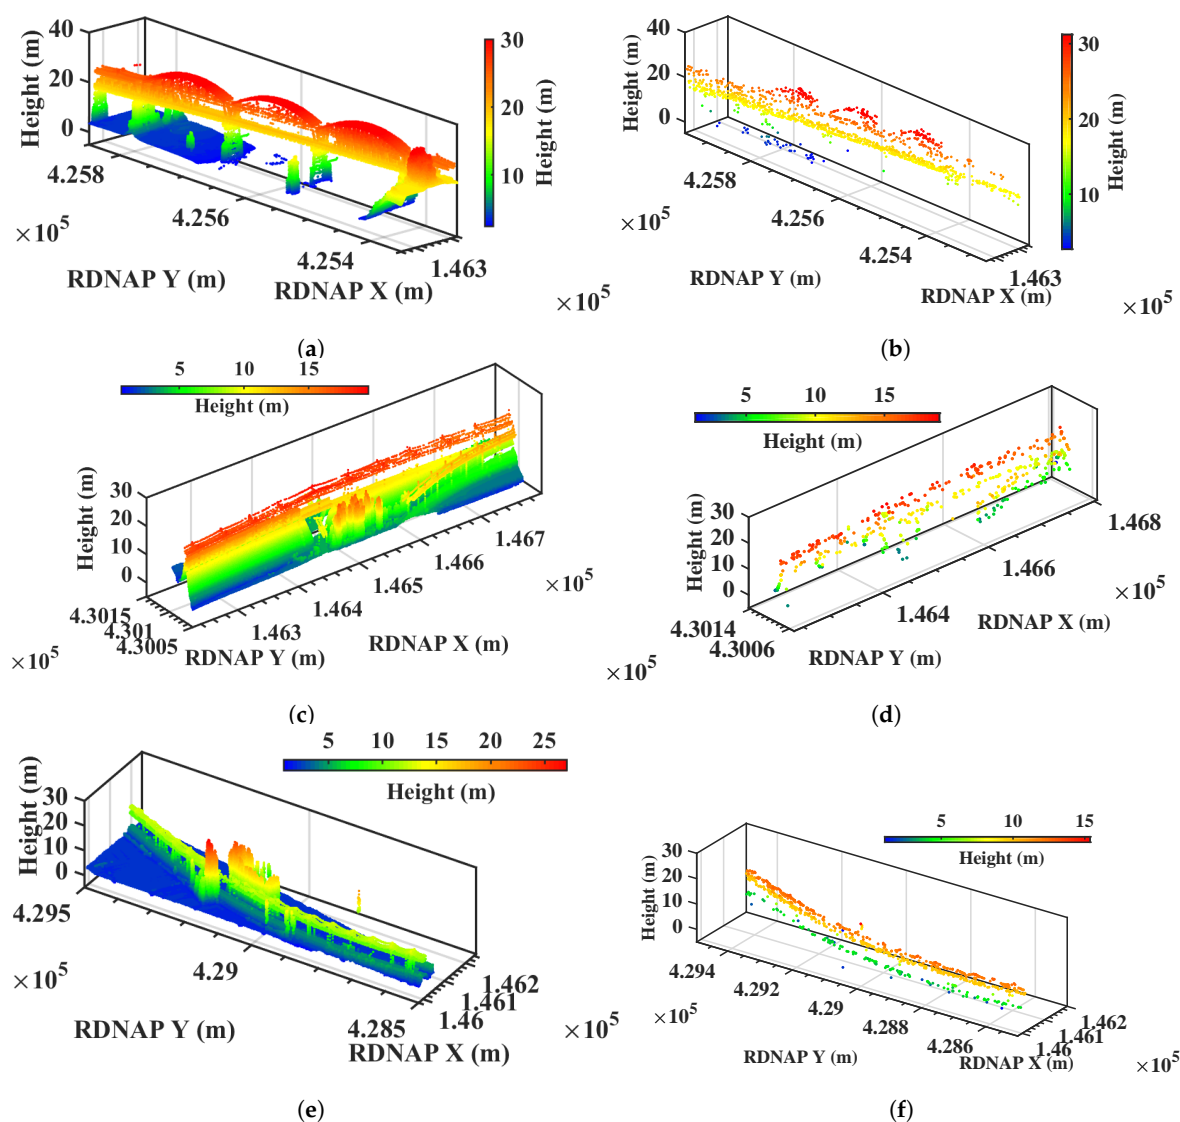 40
20
0
Height (m)
4.258
4.256
4.254
×10^5
RDNAP Y (m)
RDNAP X (m)
1.463
×10^5
30
20
10
Height (m)
(a)
40
20
0
Height (m)
4.258
4.256
4.254
×10^5
RDNAP Y (m)
RDNAP X (m)
1.463
×10^5
30
20
10
Height (m)
(b)
5 10 15
Height (m)
30
20
10
0
Height (m)
4.3015
4.301
4.3005
×10^5
RDNAP Y (m)
1.463
1.464
1.465
1.466
1.467
×10^5
RDNAP X (m)
(c)
5 10 15
Height (m)
30
20
10
0
Height (m)
4.3014
4.3006
×10^5
RDNAP Y (m)
1.464
1.466
1.468
×10^5
RDNAP X (m)
(d)
5 10 15 20 25
Height (m)
30
20
10
0
Height (m)
4.295
4.29
4.285
×10^5
RDNAP Y (m)
1.46
1.461
1.462
×10^5
RDNAP X (m)
(e)
5 10 15
Height (m)
30
20
10
0
Height (m)
4.294
4.292
4.29
4.288
4.286
×10^5
RDNAP Y (m)
1.46
1.461
1.462
×10^5
RDNAP X (m)
(f)